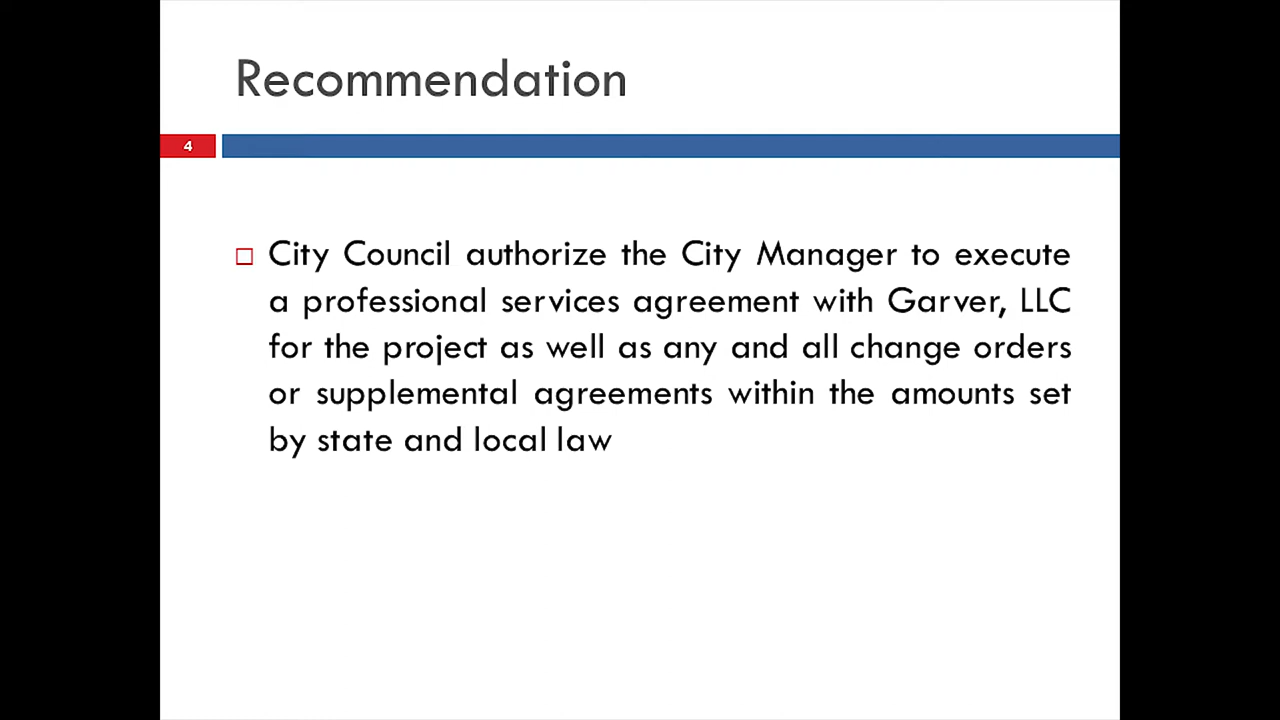 Recommendation
4
City Council authorize the City Manager to execute
a professional services agreement with Garver, LLC
for the project as well as any and all change orders
or supplemental agreements within the amounts set
by state and local law